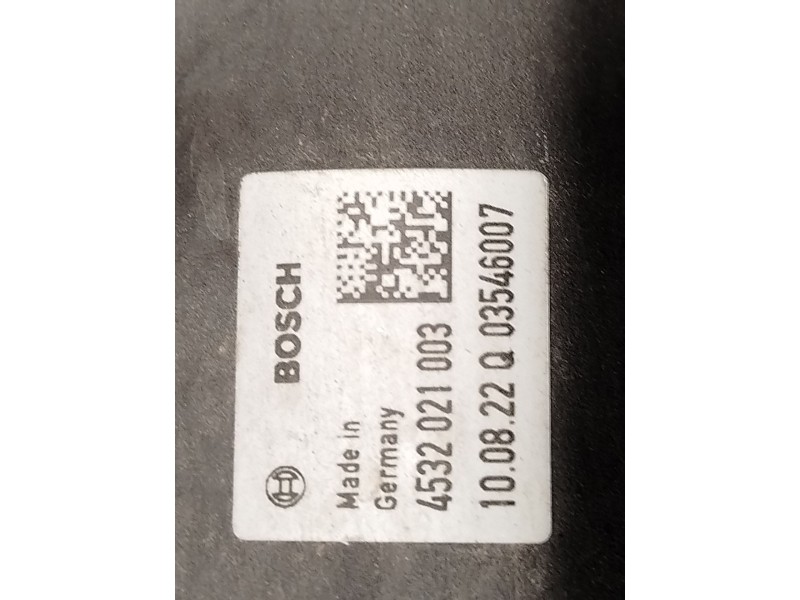 BOSCH
Made in
Germany
4532 021 003
10.08.22 Q 03546007